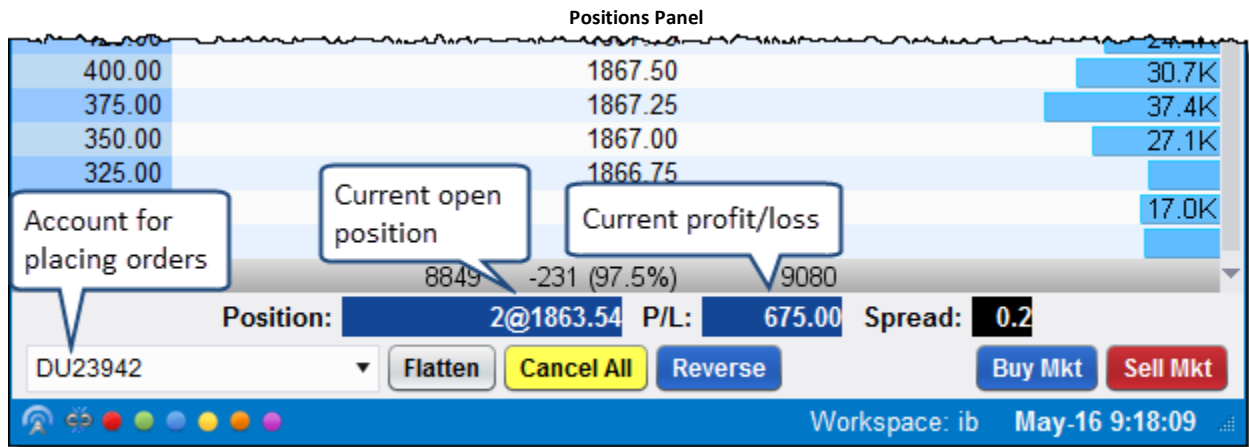 Positions Panel
400.00 1867.50 30.7K
375.00 1867.25 37.4K
350.00 1867.00 27.1K
325.00 1866.75
Current open
position
Current profit/loss
Account for
placing orders
17.0K
8849 -231 (97.5%) 9080
Position: 2@1863.54 P/L: 675.00 Spread: 0.2
DU23942 Flatten Cancel All Reverse Buy Mkt Sell Mkt
Workspace: ib May-16 9:18:09